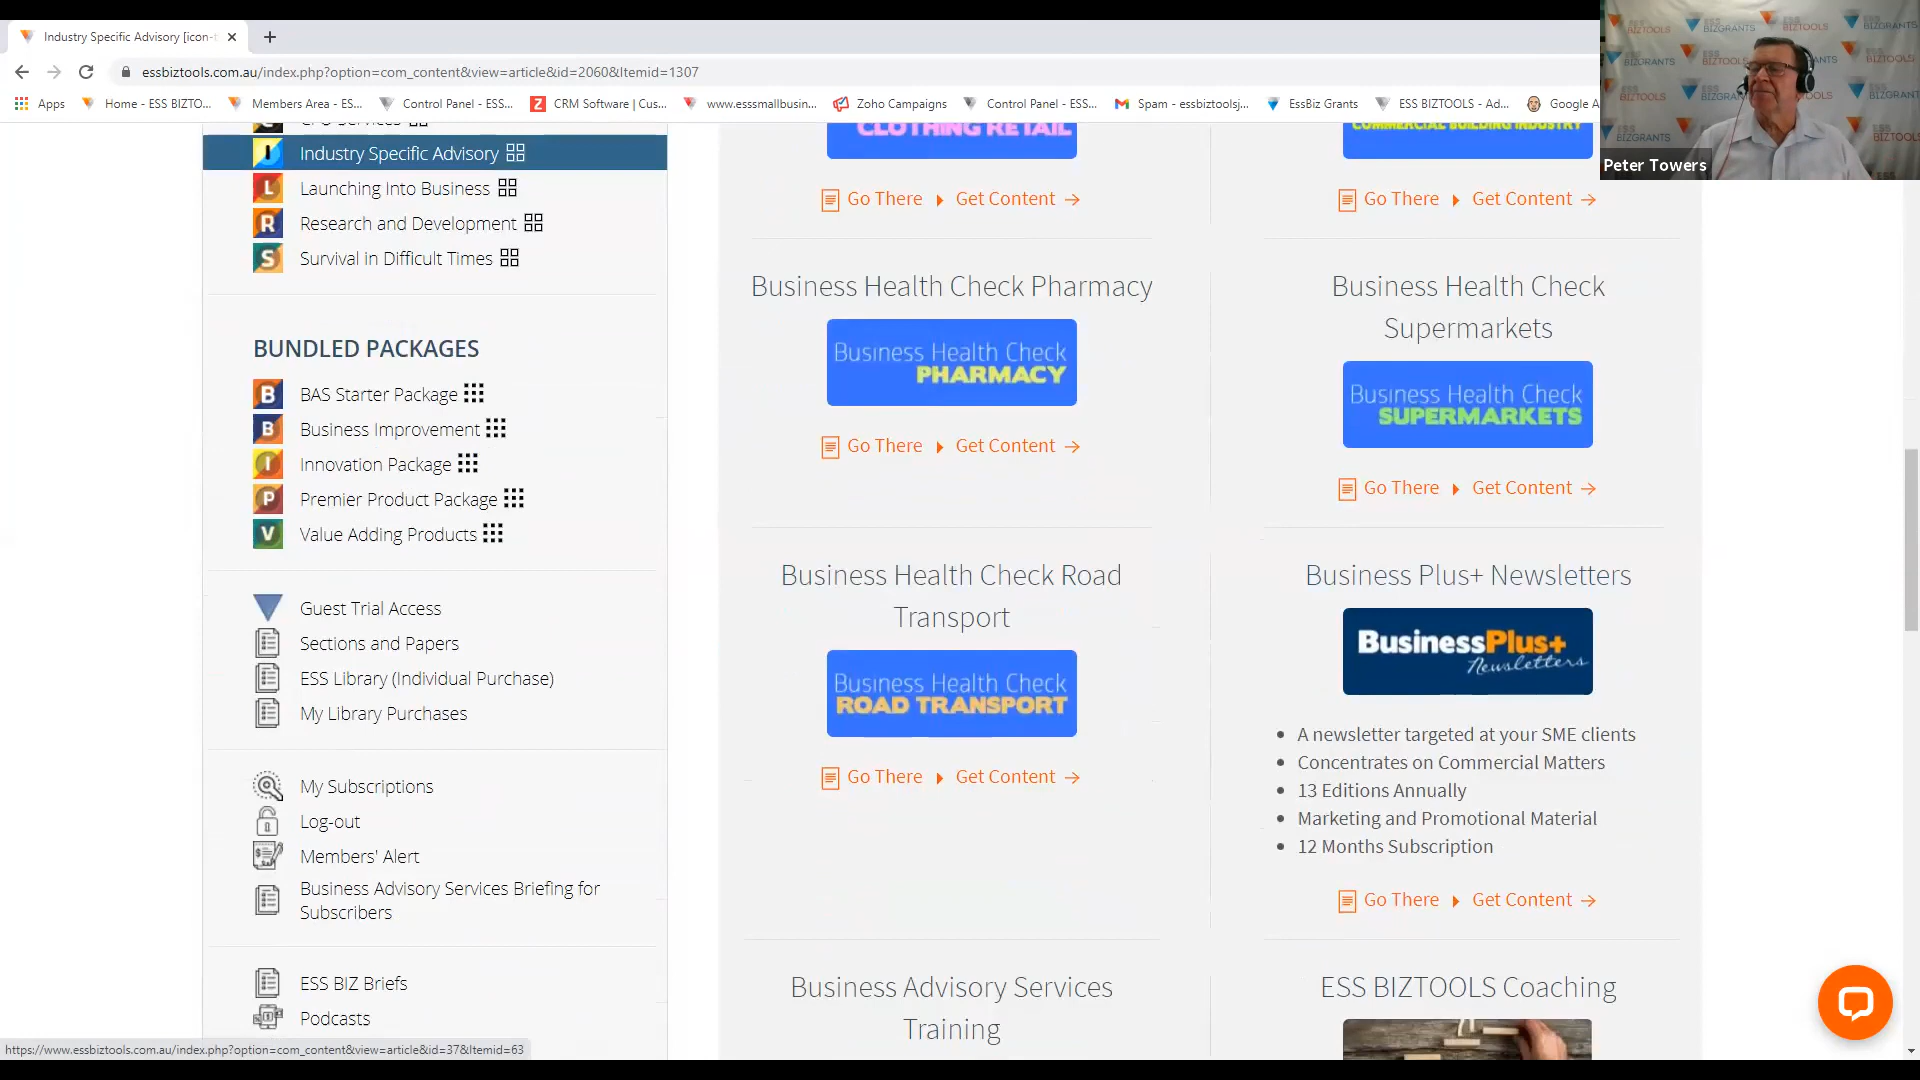 Industry Specific Advisory [icon-t
essbiztools.com.au/index.php?option=com_content&view=article&id=2060&Itemid=1307
Apps
Home - ESS BIZTO...
Members Area - ES...
Control Panel - ESS...
CRM Software | Cus...
www.esssmallbusin...
Zoho Campaigns
Control Panel - ESS...
Spam - essbiztoolsj...
EssBiz Grants
ESS BIZTOOLS - Ad...
Google A
Peter Towers
CFO Services
Industry Specific Advisory
Launching Into Business
Research and Development
Survival in Difficult Times
BUNDLED PACKAGES
BAS Starter Package
Business Improvement
Innovation Package
Premier Product Package
Value Adding Products
Guest Trial Access
Sections and Papers
ESS Library (Individual Purchase)
My Library Purchases
My Subscriptions
Log-out
Members' Alert
Business Advisory Services Briefing for
Subscribers
ESS BIZ Briefs
Podcasts
https://www.essbiztools.com.au/index.php?option=com_content&view=article&id=37&Itemid=63
CLOTHING RETAIL
Go There
Get Content
COMMERCIAL BUILDING INDUSTRY
Go There
Get Content
Business Health Check Pharmacy
Business Health Check
PHARMACY
Go There
Get Content
Business Health Check
Supermarkets
Business Health Check
SUPERMARKETS
Go There
Get Content
Business Health Check Road
Transport
Business Health Check
ROAD TRANSPORT
Go There
Get Content
Business Plus+ Newsletters
BusinessPlus+
Newsletters
A newsletter targeted at your SME clients
Concentrates on Commercial Matters
13 Editions Annually
Marketing and Promotional Material
12 Months Subscription
Go There
Get Content
Business Advisory Services
Training
ESS BIZTOOLS Coaching